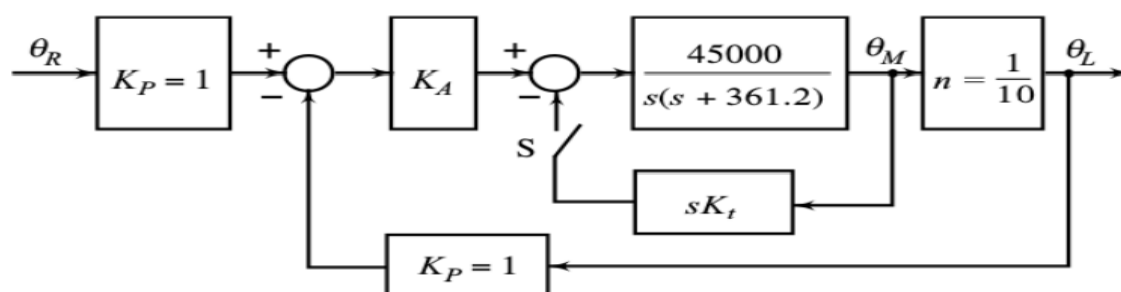 θ_R
K_P = 1
+
−
K_A
+
−
45000
s(s + 361.2)
θ_M
n = 1/10
θ_L
S
sK_t
K_P = 1